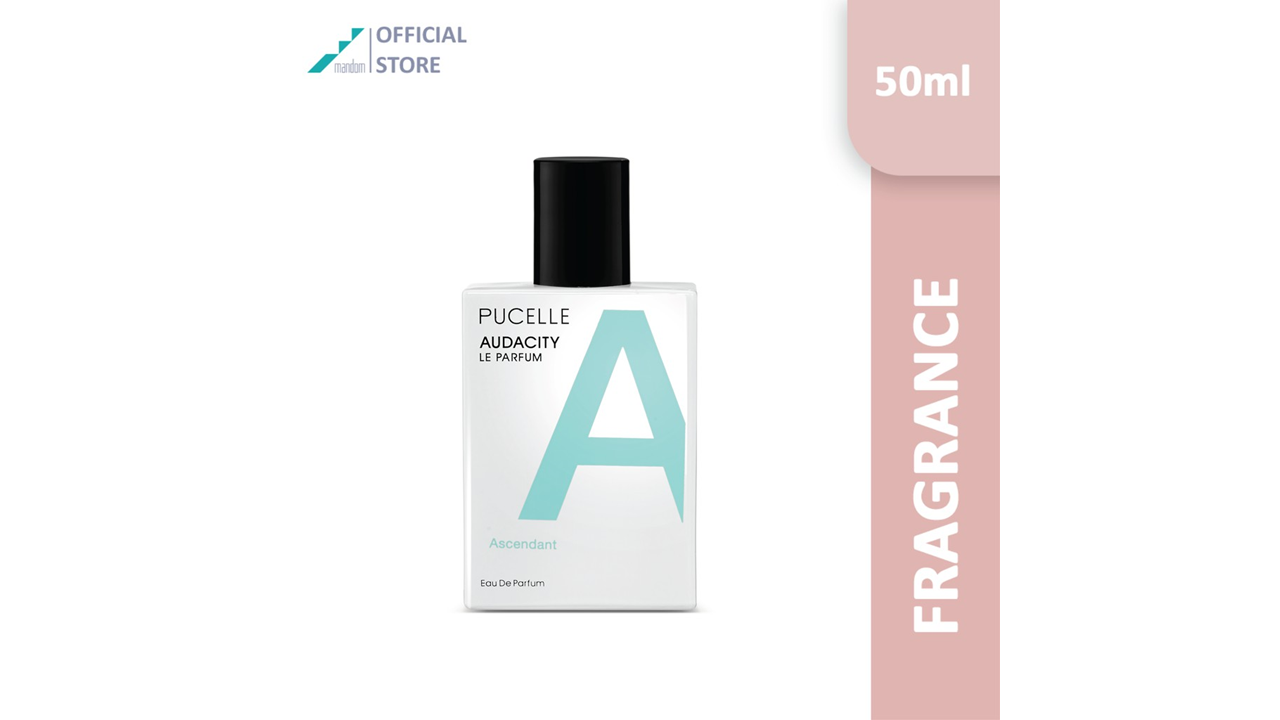 mandom
OFFICIAL
STORE
50ml
PUCELLE
AUDACITY
LE PARFUM
A
Ascendant
Eau De Parfum
FRAGRANCE